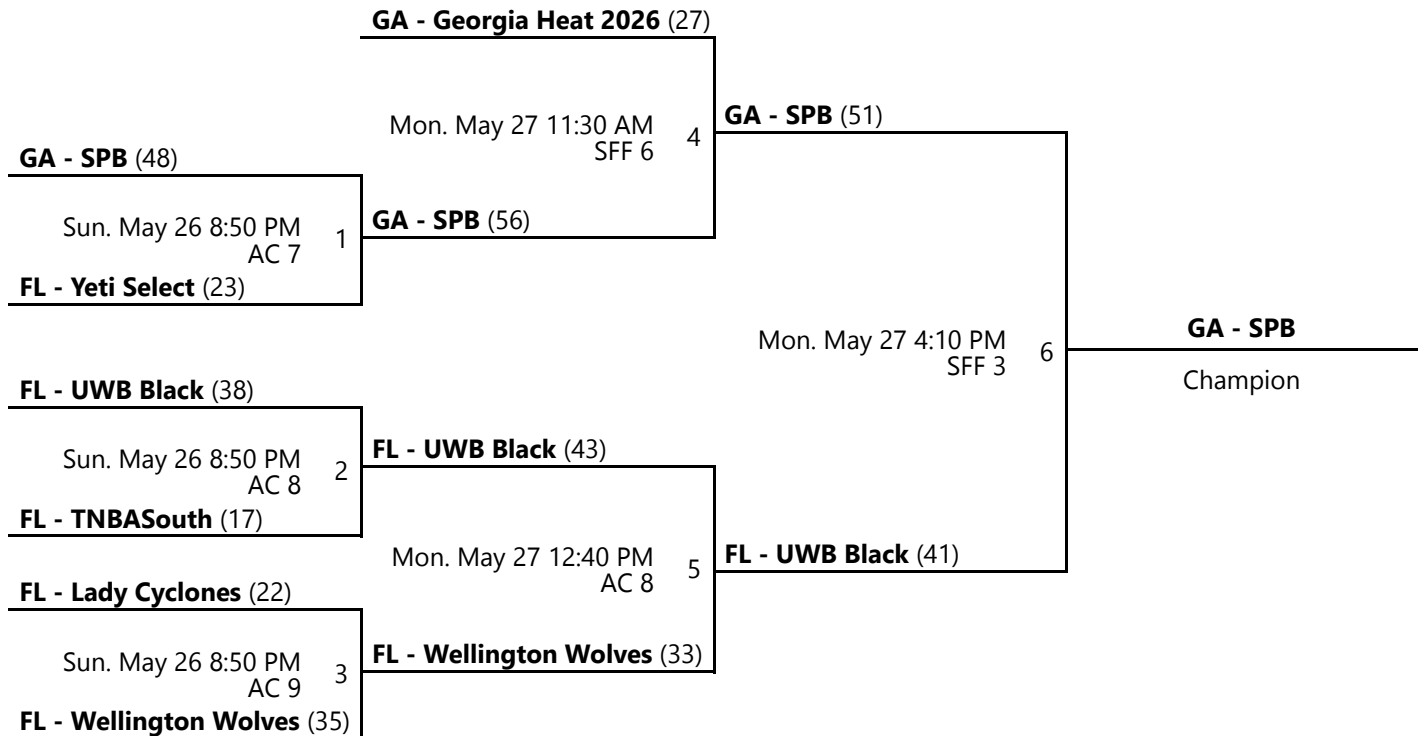 GA - Georgia Heat 2026 (27)
Mon. May 27 11:30 AM
SFF 6
4
GA - SPB (51)
GA - SPB (48)
Sun. May 26 8:50 PM
AC 7
1
GA - SPB (56)
FL - Yeti Select (23)
Mon. May 27 4:10 PM
SFF 3
6
GA - SPB
Champion
FL - UWB Black (38)
Sun. May 26 8:50 PM
AC 8
2
FL - UWB Black (43)
FL - TNBASouth (17)
Mon. May 27 12:40 PM
AC 8
5
FL - UWB Black (41)
FL - Lady Cyclones (22)
Sun. May 26 8:50 PM
AC 9
3
FL - Wellington Wolves (33)
FL - Wellington Wolves (35)